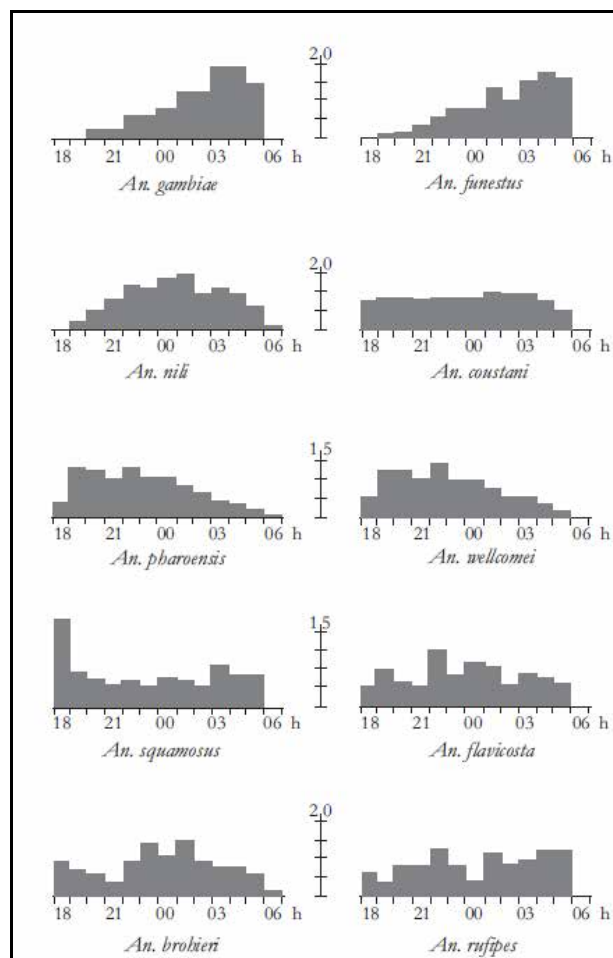 2,0
18 21 00 03 06 h 18 21 00 03 06 h
An. gambiae An. funestus
2,0
18 21 00 03 06 h 18 21 00 03 06 h
An. nili An. coustani
1,5
18 21 00 03 06 h 18 21 00 03 06 h
An. pharoensis An. wellcomei
1,5
18 21 00 03 06 h 18 21 00 03 06 h
An. squamosus An. flavicosta
2,0
18 21 00 03 06 h 18 21 00 03 06 h
An. brohieri An. rufipes